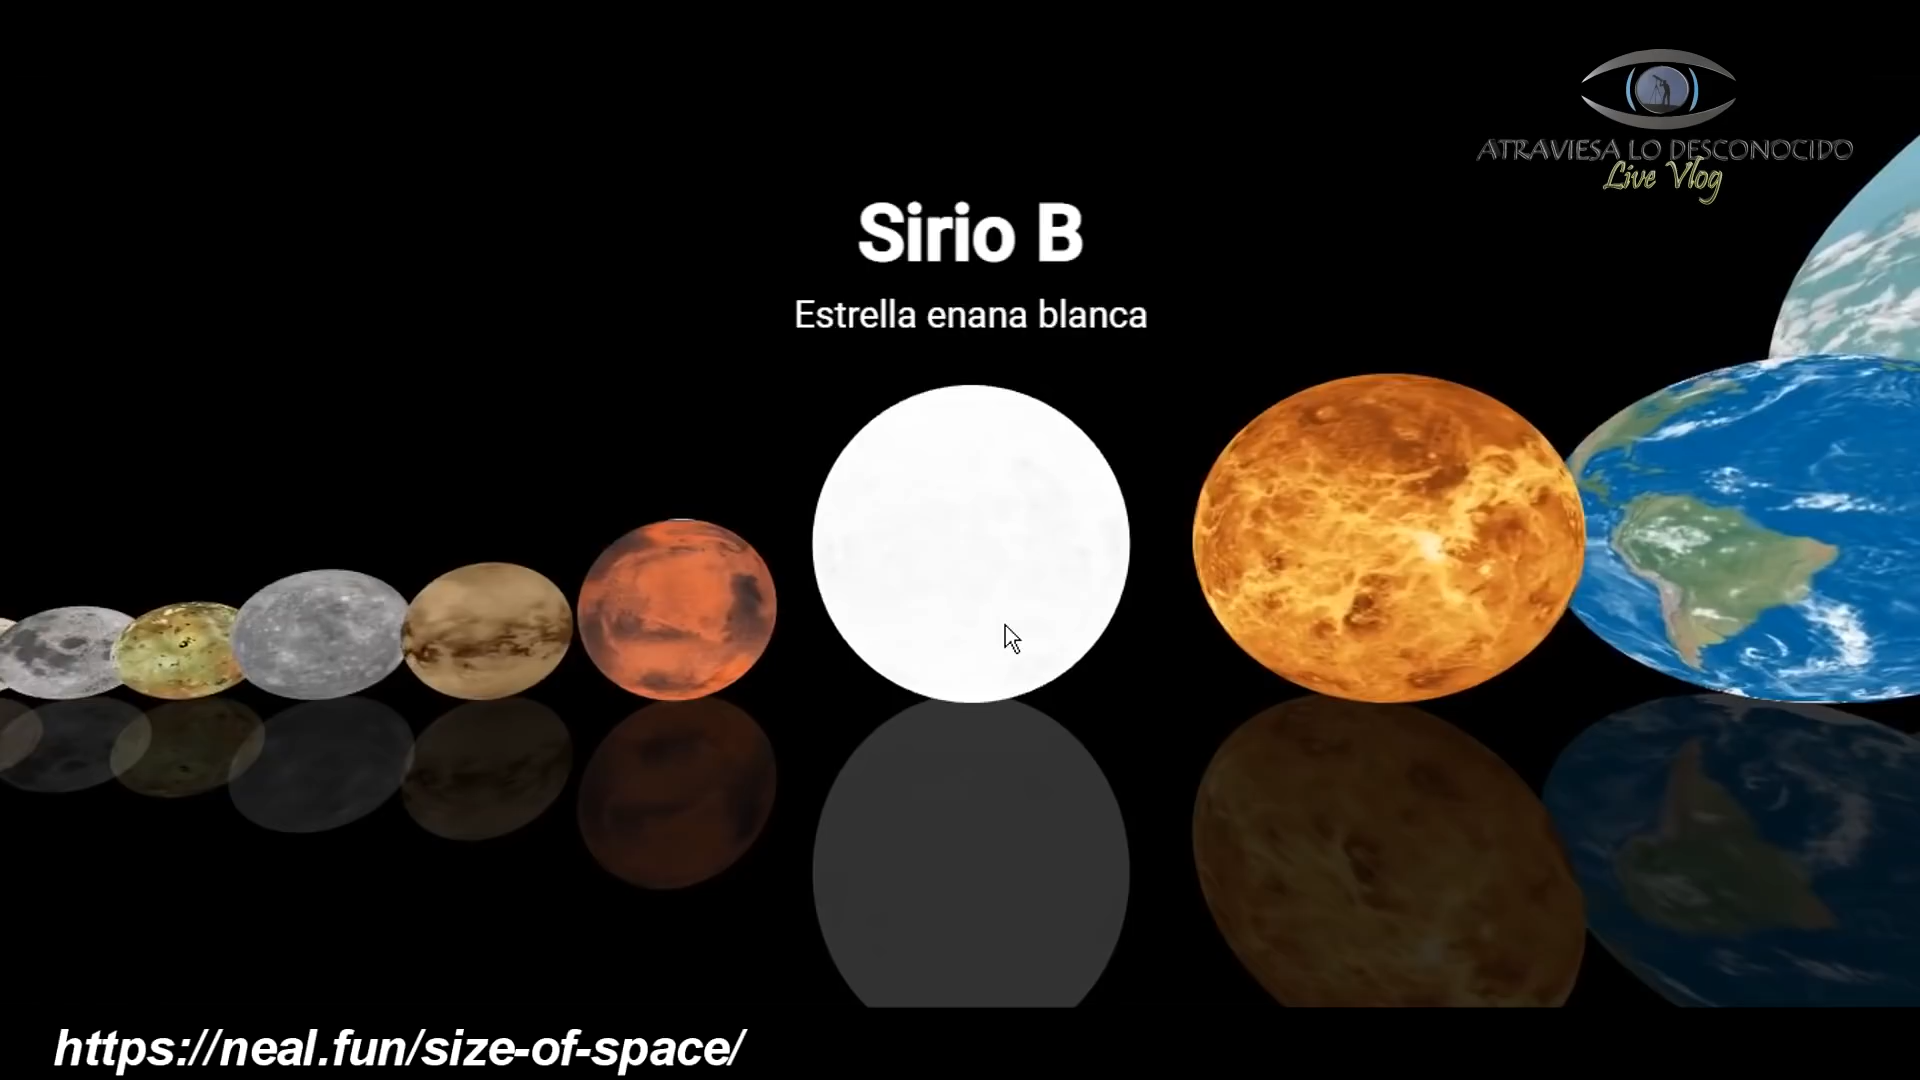 ATRAVIESA LO DESCONOCIDO
Live Vlog
Sirio B
Estrella enana blanca
https://neal.fun/size-of-space/